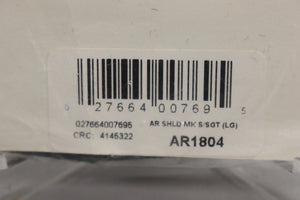 0 27664 00769 5
027664007695 AR SHLD MK S/SGT (LG)
CRC: 4145322 AR1804